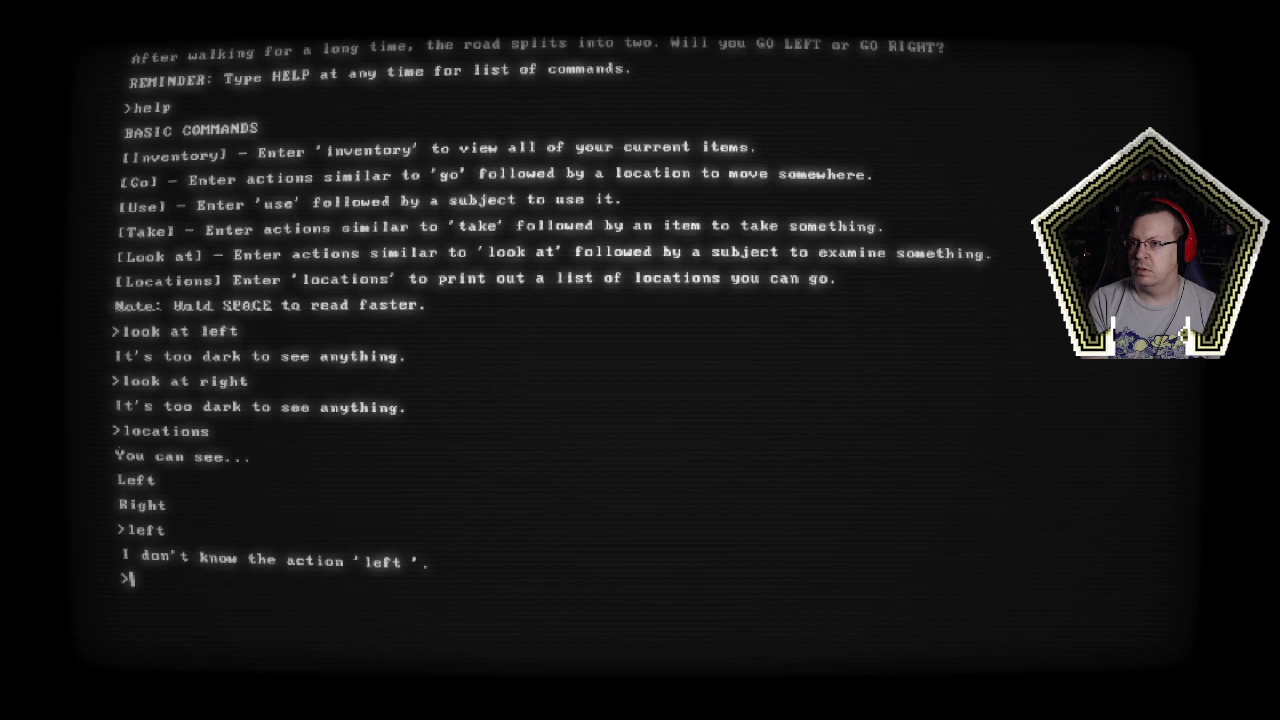 After walking for a long time, the road splits into two. Will you GO LEFT or GO RIGHT?
REMINDER: Type HELP at any time for list of commands.
>help
BASIC COMMANDS
[Inventory] - Enter 'inventory' to view all of your current items.
[Go] - Enter actions similar to 'go' followed by a location to move somewhere.
[Use] - Enter 'use' followed by a subject to use it.
[Take] - Enter actions similar to 'take' followed by an item to take something.
[Look at] - Enter actions similar to 'look at' followed by a subject to examine something.
[Locations] Enter 'locations' to print out a list of locations you can go.
Note: Hold SPACE to read faster.
>look at left
It's too dark to see anything.
>look at right
It's too dark to see anything.
>locations
You can see...
Left
Right
>left
I don't know the action 'left '.
>